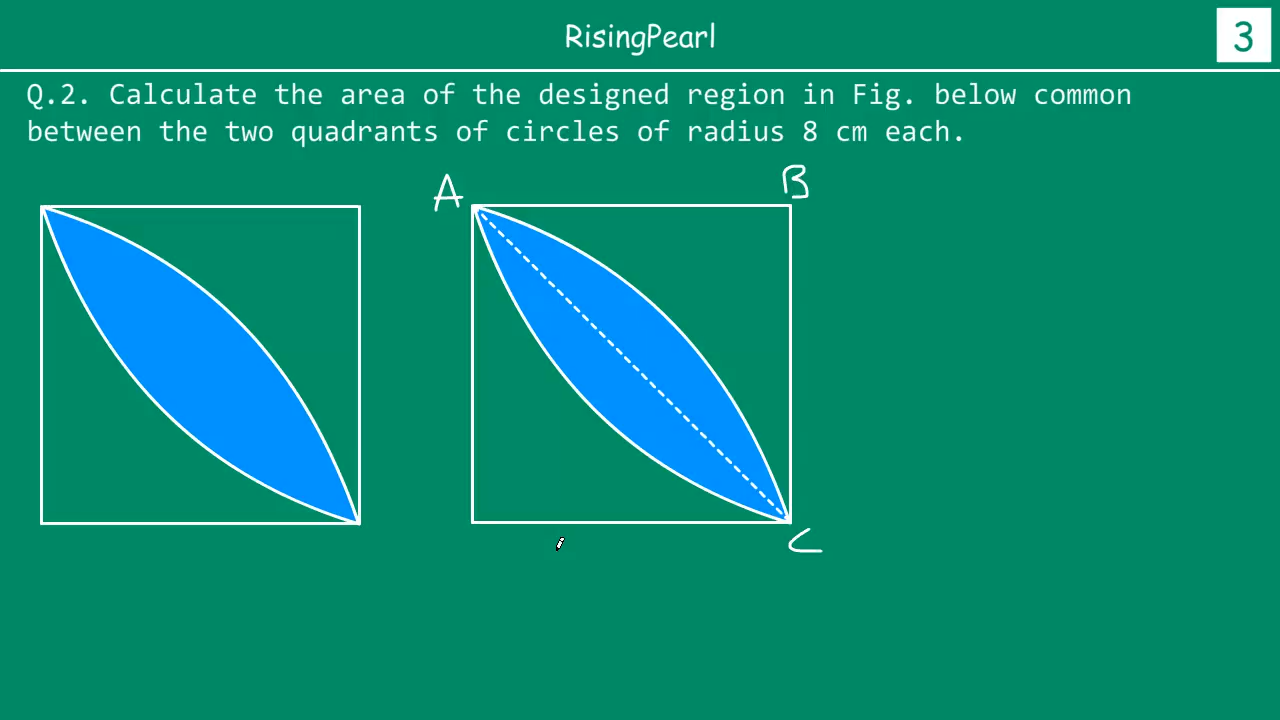 RisingPearl
3
Q.2. Calculate the area of the designed region in Fig. below common
between the two quadrants of circles of radius 8 cm each.
A
B
C